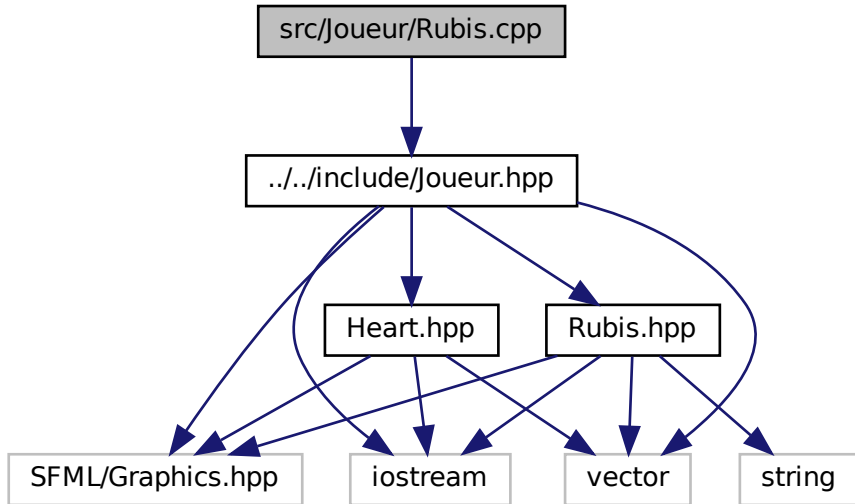 src/Joueur/Rubis.cpp
../../include/Joueur.hpp
Heart.hpp
Rubis.hpp
SFML/Graphics.hpp
iostream
vector
string